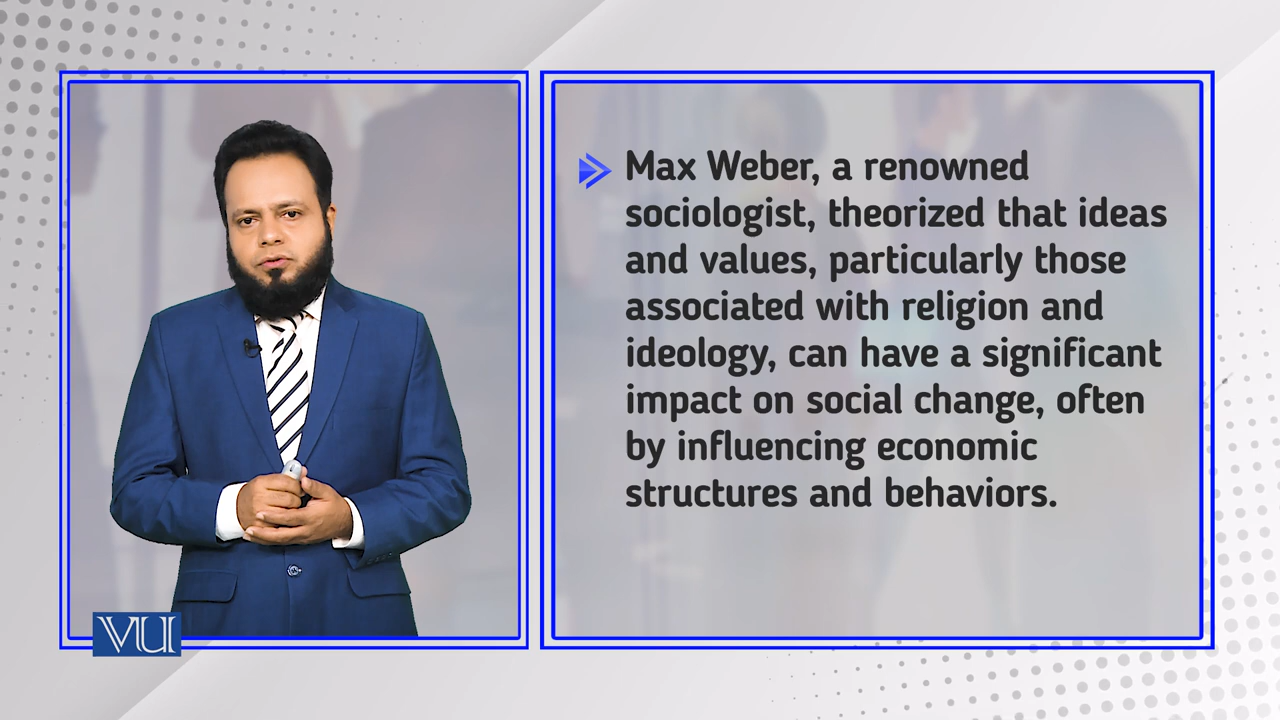 Max Weber, a renowned
sociologist, theorized that ideas
and values, particularly those
associated with religion and
ideology, can have a significant
impact on social change, often
by influencing economic
structures and behaviors.
VU